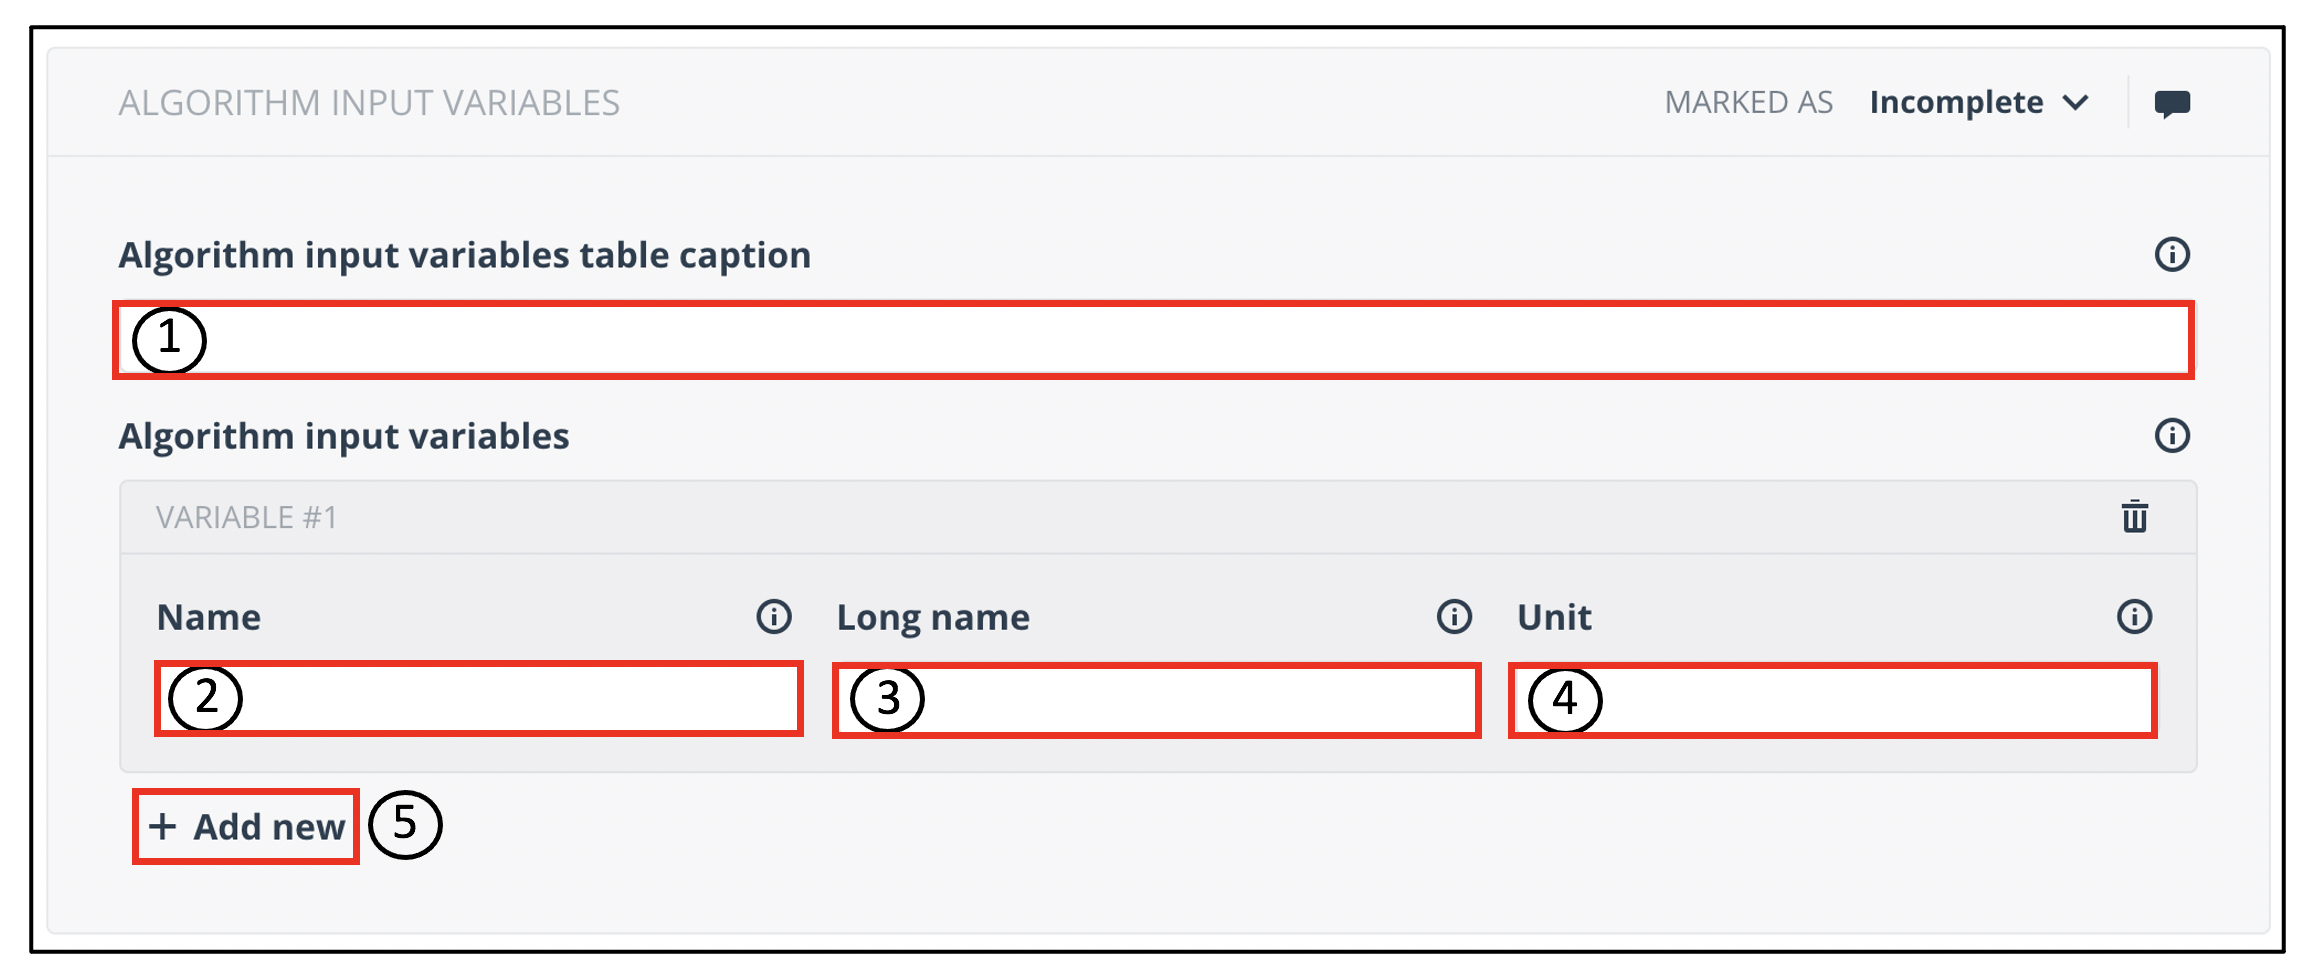 ALGORITHM INPUT VARIABLES MARKED AS Incomplete
Algorithm input variables table caption
1
Algorithm input variables
VARIABLE #1
Name Long name Unit
2 3 4
+ Add new 5